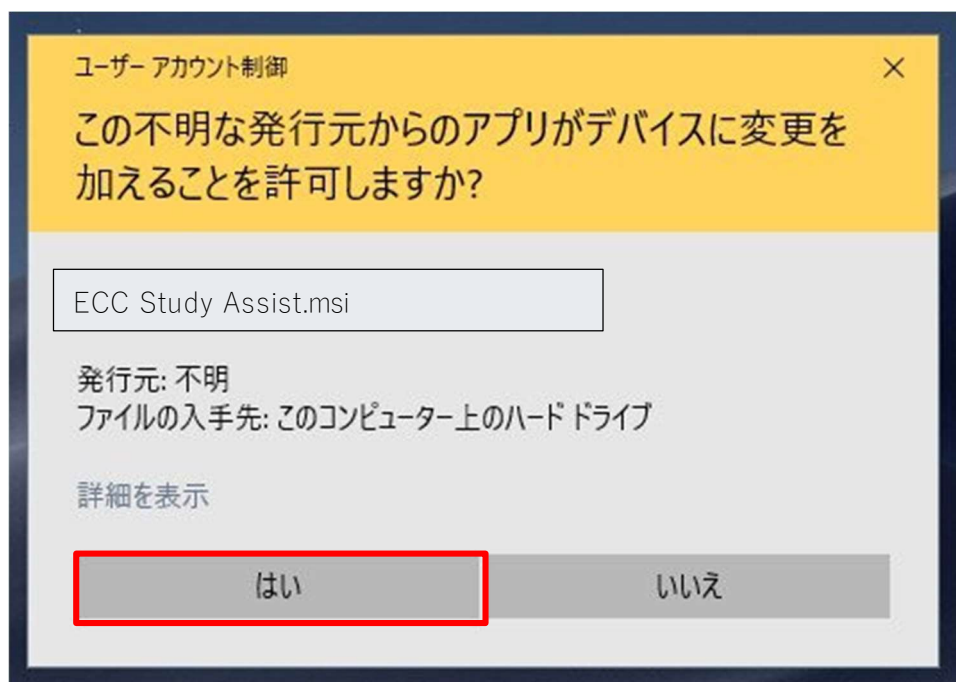 ユーザー アカウント制御
この不明な発行元からのアプリがデバイスに変更を
加えることを許可しますか?
ECC Study Assist.msi
発行元: 不明
ファイルの入手先: このコンピューター上のハード ドライブ
詳細を表示
はい
いいえ